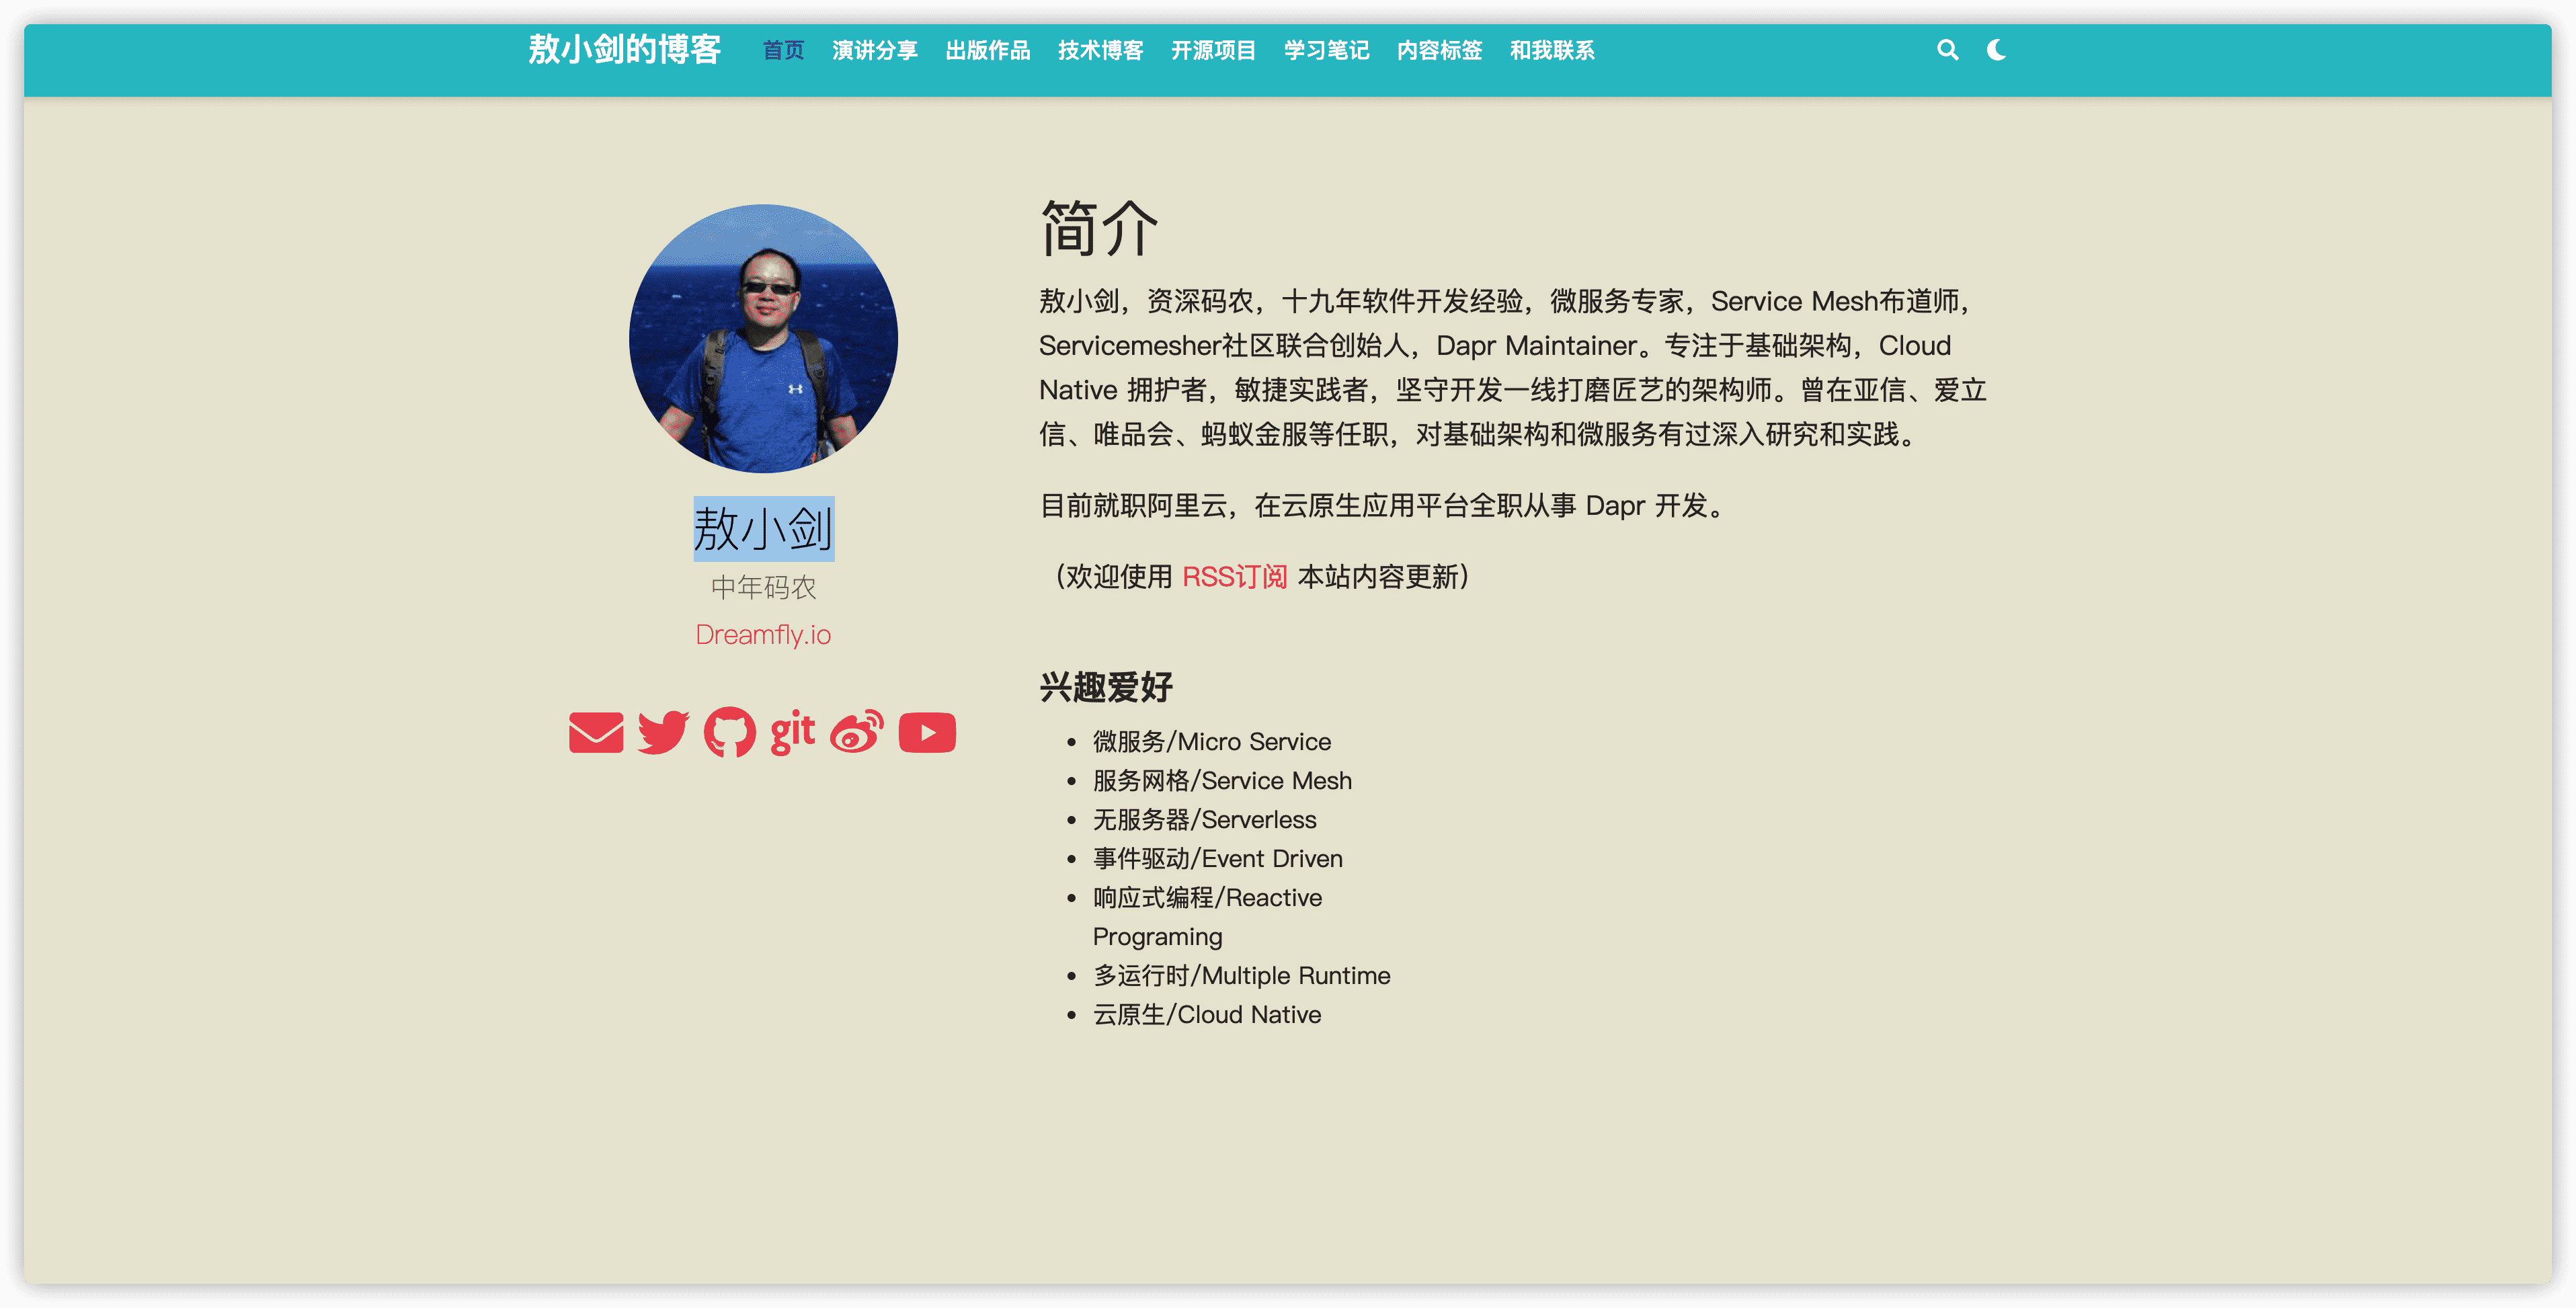 敖小剑的博客 首页 演讲分享 出版作品 技术博客 开源项目 学习笔记 内容标签 和我联系
敖小剑
中年码农
Dreamfly.io
git
简介
敖小剑，资深码农，十九年软件开发经验，微服务专家，Service Mesh布道师，
Servicemesher社区联合创始人，Dapr Maintainer。专注于基础架构，Cloud
Native 拥护者，敏捷实践者，坚守开发一线打磨匠艺的架构师。曾在亚信、爱立
信、唯品会、蚂蚁金服等任职，对基础架构和微服务有过深入研究和实践。
目前就职阿里云，在云原生应用平台全职从事 Dapr 开发。
（欢迎使用 RSS订阅 本站内容更新）
兴趣爱好
• 微服务/Micro Service
• 服务网格/Service Mesh
• 无服务器/Serverless
• 事件驱动/Event Driven
• 响应式编程/Reactive
Programing
• 多运行时/Multiple Runtime
• 云原生/Cloud Native